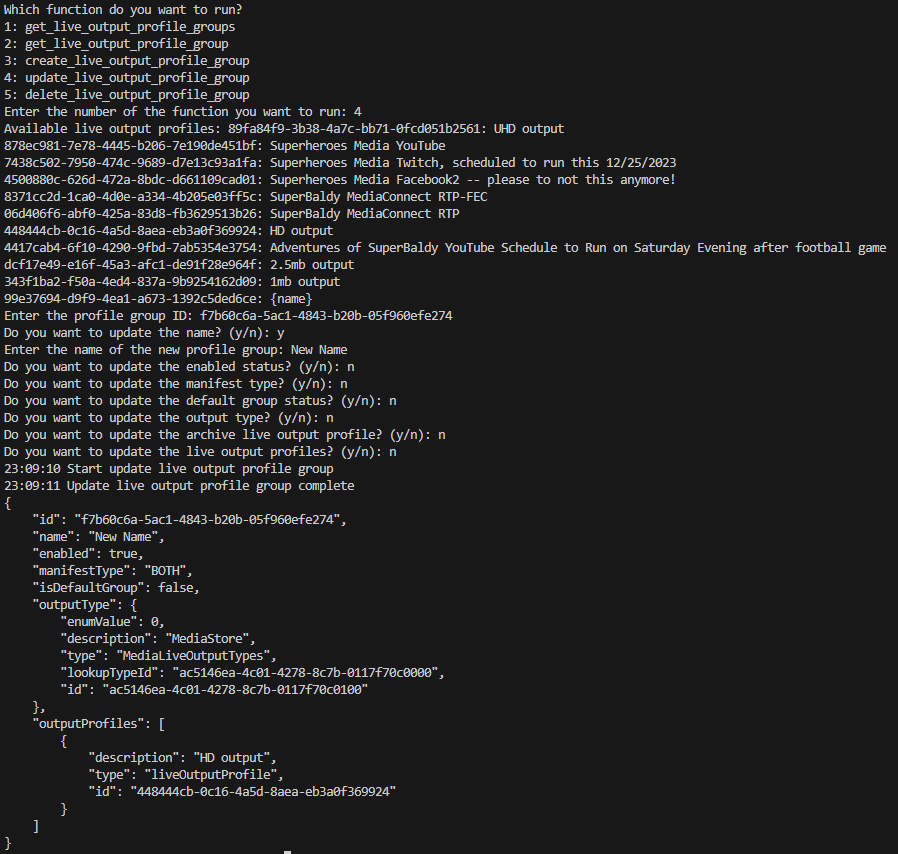 Which function do you want to run?
1: get_live_output_profile_groups
2: get_live_output_profile_group
3: create_live_output_profile_group
4: update_live_output_profile_group
5: delete_live_output_profile_group
Enter the number of the function you want to run: 4
Available live output profiles: 89fa84f9-3b38-4a7c-bb71-0fcd051b2561: UHD output
878ec981-7e78-4445-b206-7e190de451bf: Superheroes Media YouTube
7438c502-7950-474c-9689-d7e13c93a1fa: Superheroes Media Twitch, scheduled to run this 12/25/2023
4500880c-626d-472a-8bdc-d661109cad01: Superheroes Media Facebook2 -- please to not this anymore!
8371cc2d-1ca0-4d0e-a334-4b205e03ff5c: SuperBaldy MediaConnect RTP-FEC
06d406f6-abf0-425a-83d8-fb3629513b26: SuperBaldy MediaConnect RTP
448444cb-0c16-4a5d-8aea-eb3a0f369924: HD output
4417cab4-6f10-4290-9fbd-7ab5354e3754: Adventures of SuperBaldy YouTube Schedule to Run on Saturday Evening after football game
dcf17e49-e16f-45a3-afc1-de91f28e964f: 2.5mb output
343f1ba2-f50a-4ed4-837a-9b9254162d09: 1mb output
99e37694-d9f9-4ea1-a673-1392c5ded6ce: {name}
Enter the profile group ID: f7b60c6a-5ac1-4843-b20b-05f960efe274
Do you want to update the name? (y/n): y
Enter the name of the new profile group: New Name
Do you want to update the enabled status? (y/n): n
Do you want to update the manifest type? (y/n): n
Do you want to update the default group status? (y/n): n
Do you want to update the output type? (y/n): n
Do you want to update the archive live output profile? (y/n): n
Do you want to update the live output profiles? (y/n): n
23:09:10 Start update live output profile group
23:09:11 Update live output profile group complete
{
    "id": "f7b60c6a-5ac1-4843-b20b-05f960efe274",
    "name": "New Name",
    "enabled": true,
    "manifestType": "BOTH",
    "isDefaultGroup": false,
    "outputType": {
        "enumValue": 0,
        "description": "MediaStore",
        "type": "MediaLiveOutputTypes",
        "lookupTypeId": "ac5146ea-4c01-4278-8c7b-0117f70c0000",
        "id": "ac5146ea-4c01-4278-8c7b-0117f70c0100"
    },
    "outputProfiles": [
        {
            "description": "HD output",
            "type": "liveOutputProfile",
            "id": "448444cb-0c16-4a5d-8aea-eb3a0f369924"
        }
    ]
}